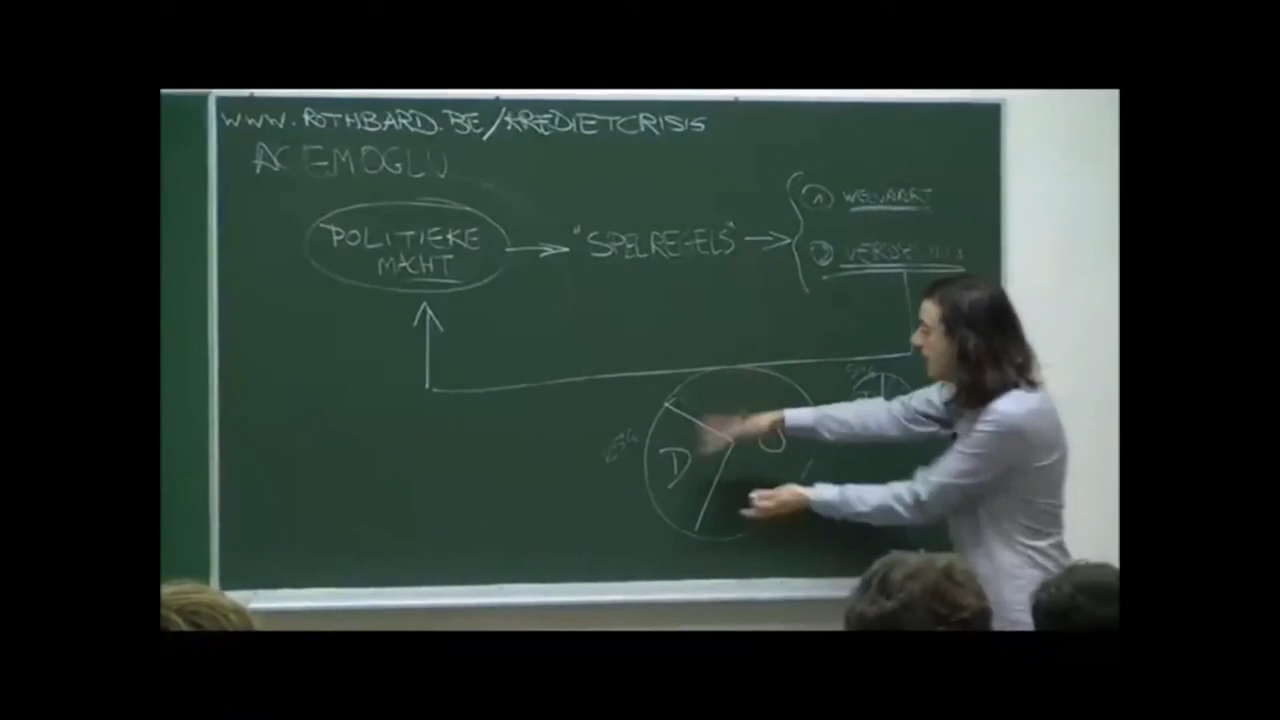 WWW.ROTHBARD.BE/KREDIETCRISIS
ACEMOGLU
POLITIEKE
MACHT
"SPELREGELS"
1 WELVAART
2
D